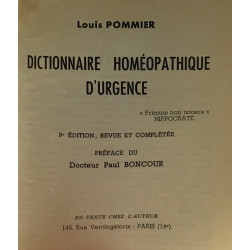 Louis POMMIER
DICTIONNAIRE HOMÉOPATHIQUE
D'URGENCE
« Primum non nocere »
HIPPOCRATE.
5e ÉDITION, REVUE ET COMPLÉTÉE
PRÉFACE DU
Docteur Paul BONCOUR
EN VENTE CHEZ L'AUTEUR
145, Rue Vercingétorix - PARIS (14e)